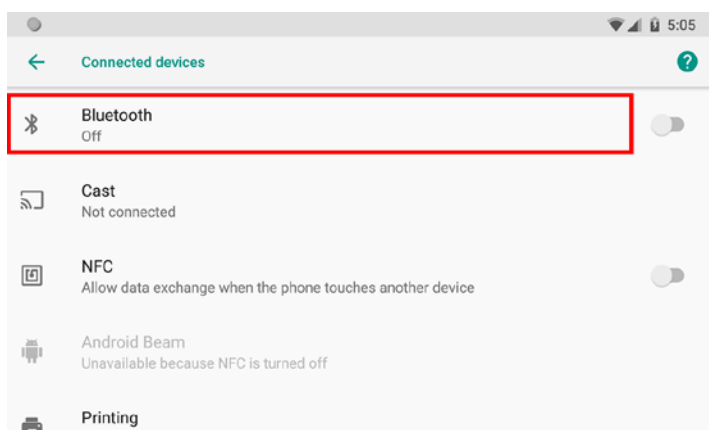 5:05
Connected devices
?
Bluetooth
Off
Cast
Not connected
NFC
Allow data exchange when the phone touches another device
Android Beam
Unavailable because NFC is turned off
Printing